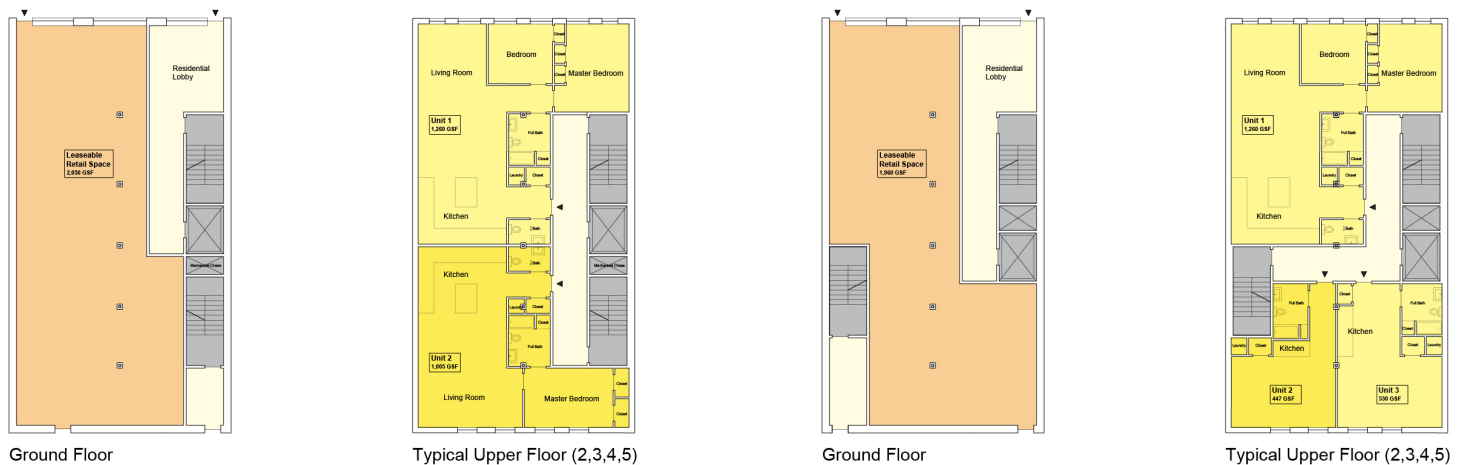 Residential
Lobby
Leaseable
Retail Space
2,050 GSF
Mechanical Chase
Ground Floor
Living Room
Bedroom
Closet
Closet
Closet
Master Bedroom
Unit 1
1,260 GSF
Full Bath
Closet
Laundry
Closet
Kitchen
Bath
Bath
Kitchen
Mechanical Chase
Laundry
Closet
Closet
Full Bath
Unit 2
1,005 GSF
Living Room
Master Bedroom
Closet
Closet
Typical Upper Floor (2,3,4,5)
Residential
Lobby
Leaseable
Retail Space
1,960 GSF
Ground Floor
Living Room
Bedroom
Closet
Closet
Closet
Master Bedroom
Unit 1
1,260 GSF
Full Bath
Closet
Laundry
Closet
Kitchen
Bath
Full Bath
Closet
Full Bath
Kitchen
Closet
Laundry
Closet
Kitchen
Closet
Laundry
Unit 2
447 GSF
Unit 3
530 GSF
Typical Upper Floor (2,3,4,5)